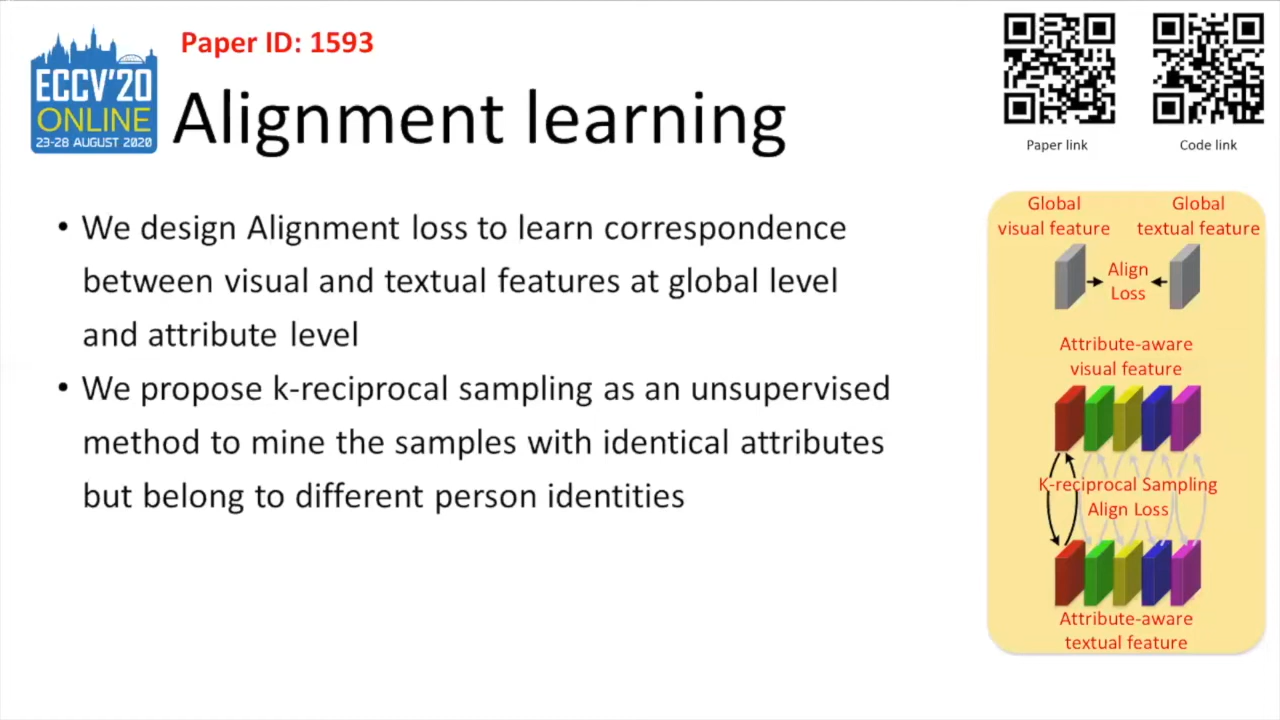 Paper ID: 1593
ECCV'20
ONLINE
23-28 AUGUST 2020
Alignment learning
Paper link
Code link
• We design Alignment loss to learn correspondence
between visual and textual features at global level
and attribute level
• We propose k-reciprocal sampling as an unsupervised
method to mine the samples with identical attributes
but belong to different person identities
Global
visual feature
Global
textual feature
Align
Loss
Attribute-aware
visual feature
K-reciprocal Sampling
Align Loss
Attribute-aware
textual feature